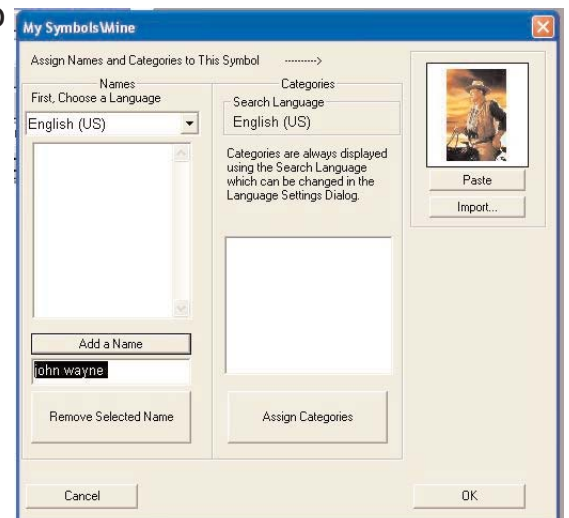 My Symbols\Mine
Assign Names and Categories to This Symbol ---------->
Names
First, Choose a Language
English (US)
Add a Name
john wayne
Remove Selected Name
Categories
Search Language
English (US)
Categories are always displayed
using the Search Language
which can be changed in the
Language Settings Dialog.
Assign Categories
Paste
Import...
Cancel
OK